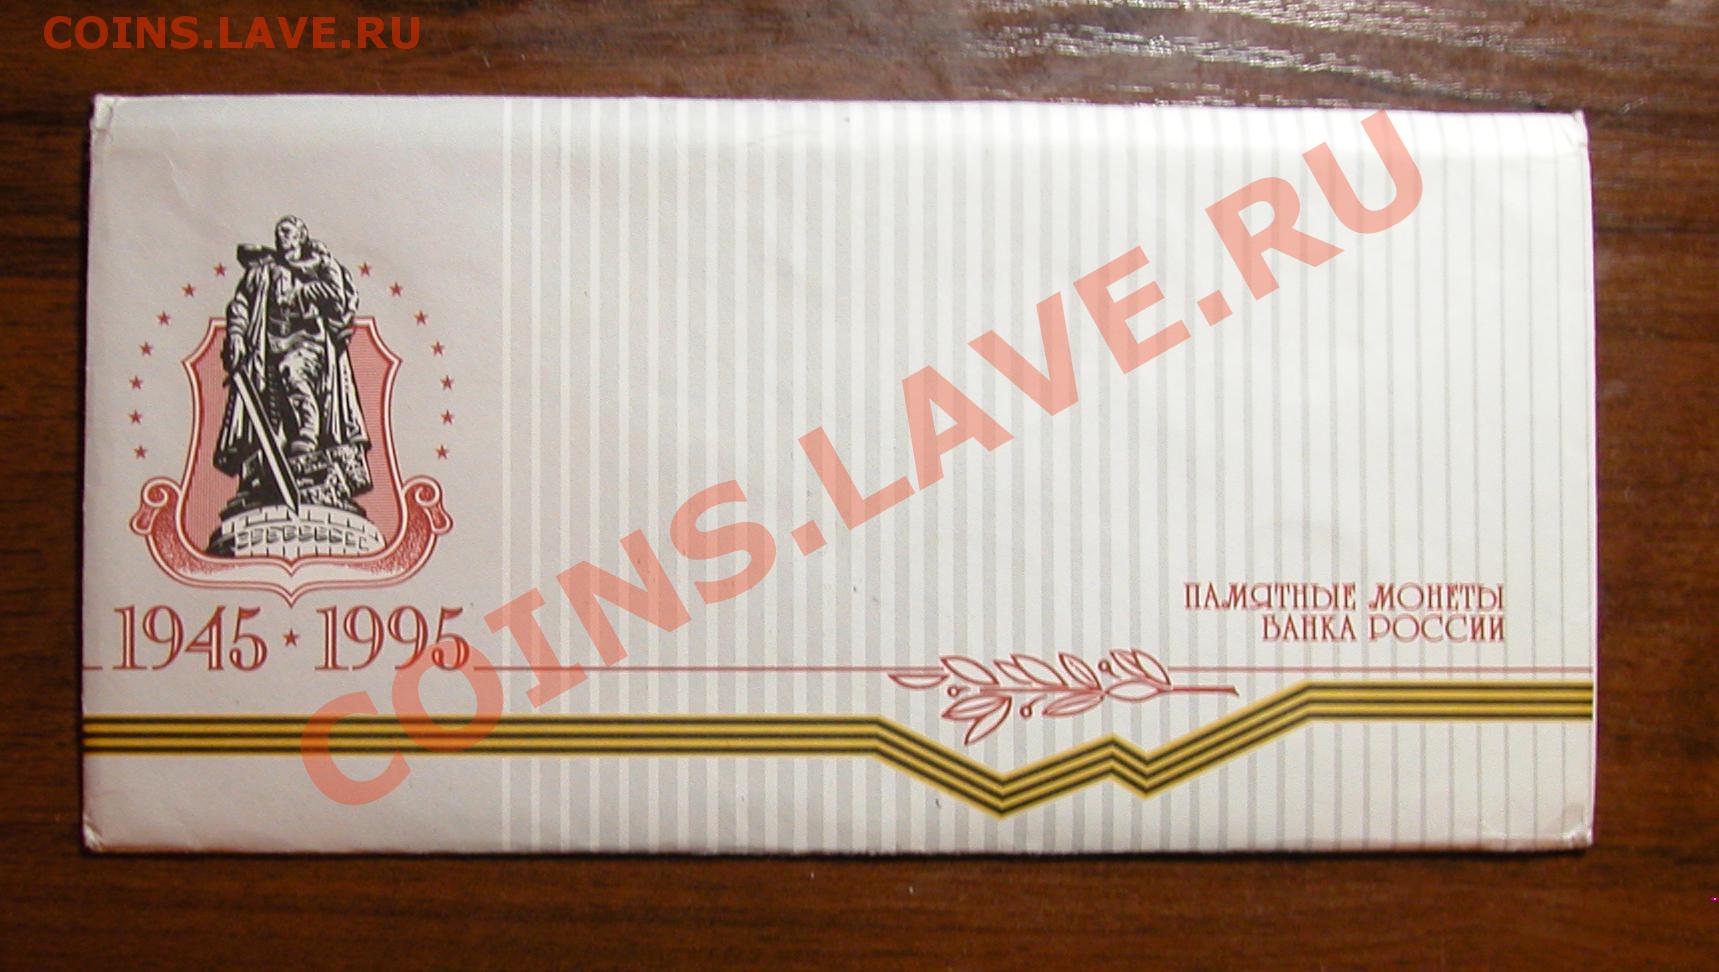 COINS.LAVE.RU
COINS.LAVE.RU
ПАМЯТНЫЕ МОНЕТЫ
БАНКА РОССИИ
1945 ★ 1995